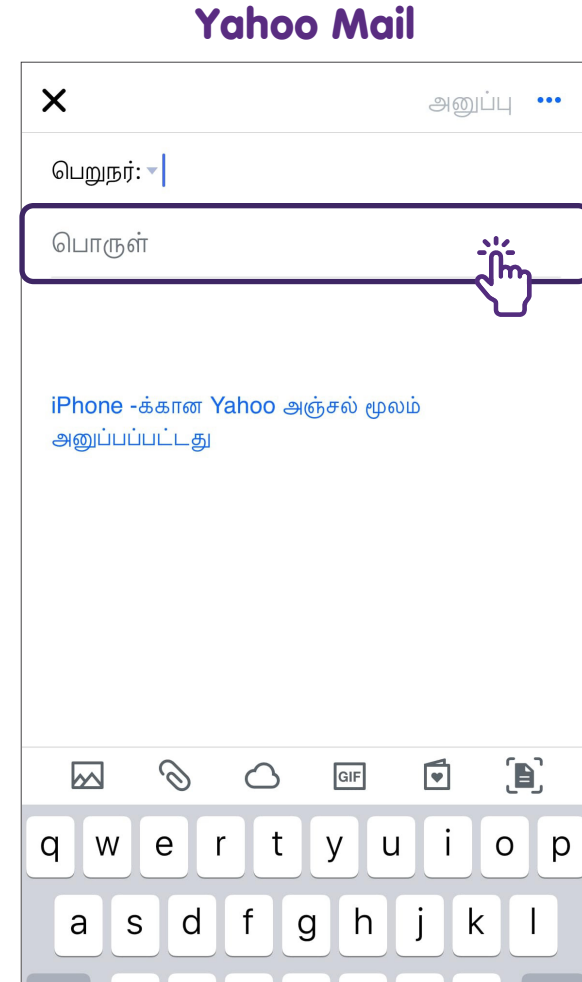 Yahoo Mail
அனுப்பு
பெறுநர்:
பொருள்
iPhone -க்கான Yahoo அஞ்சல் மூலம்
அனுப்பப்பட்டது
GIF
q w e r t y u i o p
a s d f g h j k l